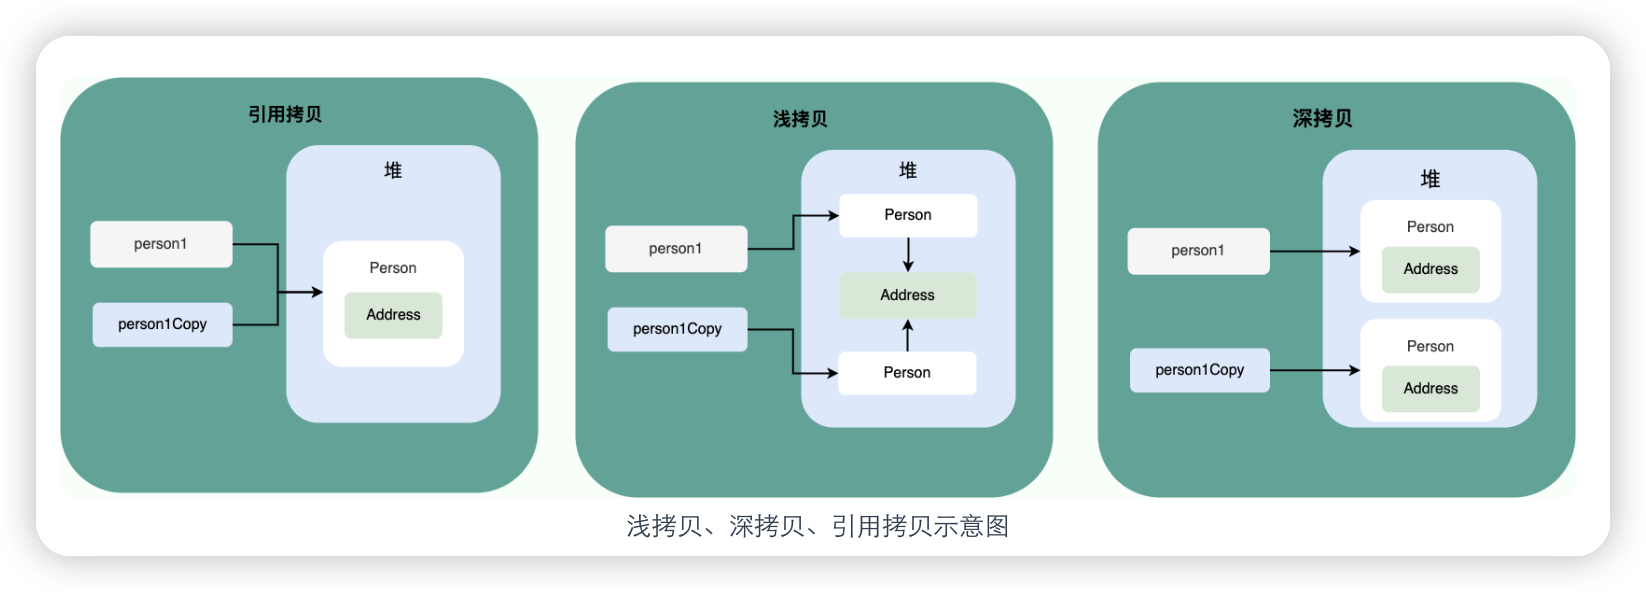 引用拷贝
堆
person1
person1Copy
Person
Address
浅拷贝
堆
person1
person1Copy
Person
Address
Person
深拷贝
堆
person1
person1Copy
Person
Address
Person
Address
浅拷贝、深拷贝、引用拷贝示意图